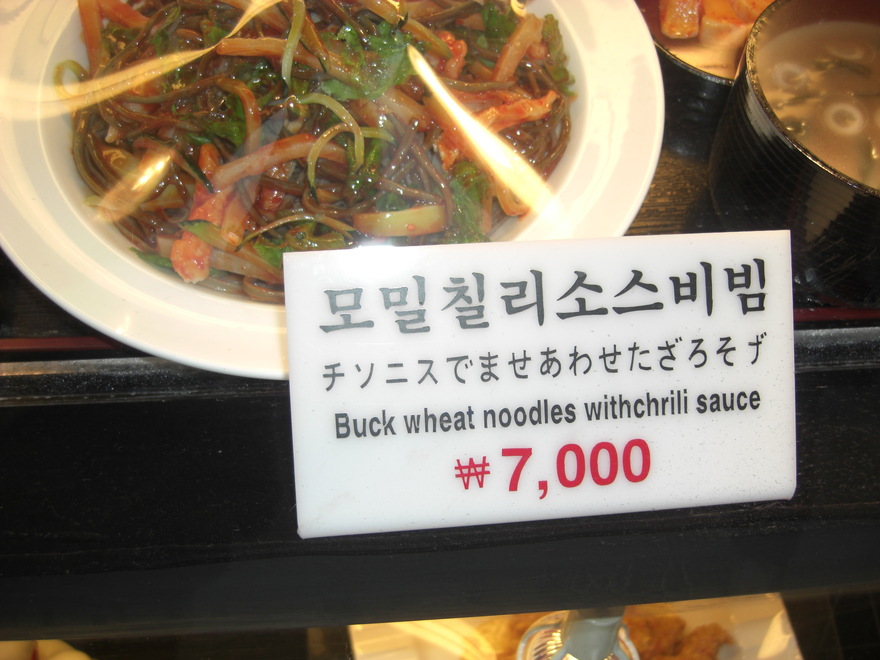 모밀칠리소스비빔
チソニスでませあわせたざろそゲ
Buck wheat noodles withchrili sauce
₩7,000